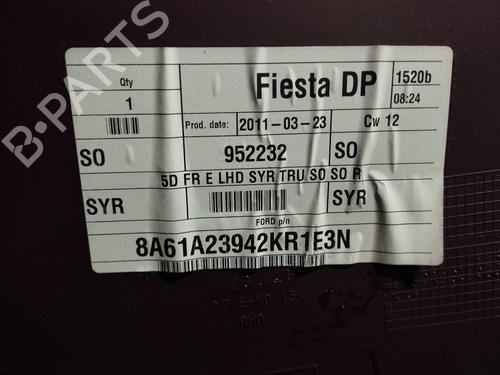 B-PARTS
Qty
1
Fiesta DP
1520b
08:24
Prod. date: 2011-03-23
Cw 12
SO
952232
SO
5D FR E LHD SYR TRU SO SO R
SYR
SYR
FORD p/n
8A61A23942KR1E3N
RHD